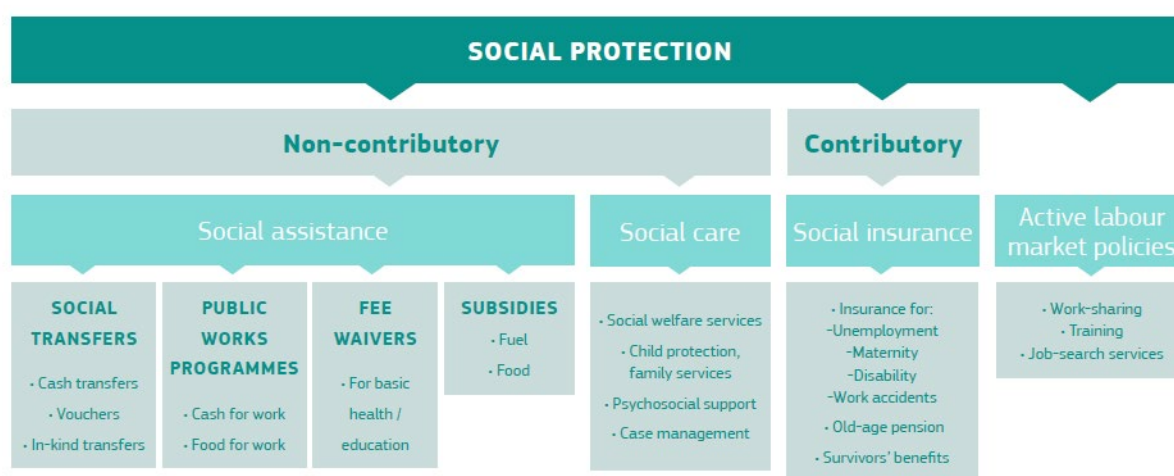 SOCIAL PROTECTION
Non-contributory
Contributory
Social assistance
Social care
Social insurance
Active labour
market policies
SOCIAL
TRANSFERS
• Cash transfers
• Vouchers
• In-kind transfers
PUBLIC
WORKS
PROGRAMMES
• Cash for work
• Food for work
FEE
WAIVERS
• For basic
health /
education
SUBSIDIES
• Fuel
• Food
• Social welfare services
• Child protection,
family services
• Psychosocial support
• Case management
• Insurance for:
-Unemployment
-Maternity
-Disability
-Work accidents
• Old-age pension
• Survivors' benefits
• Work-sharing
• Training
• Job-search services